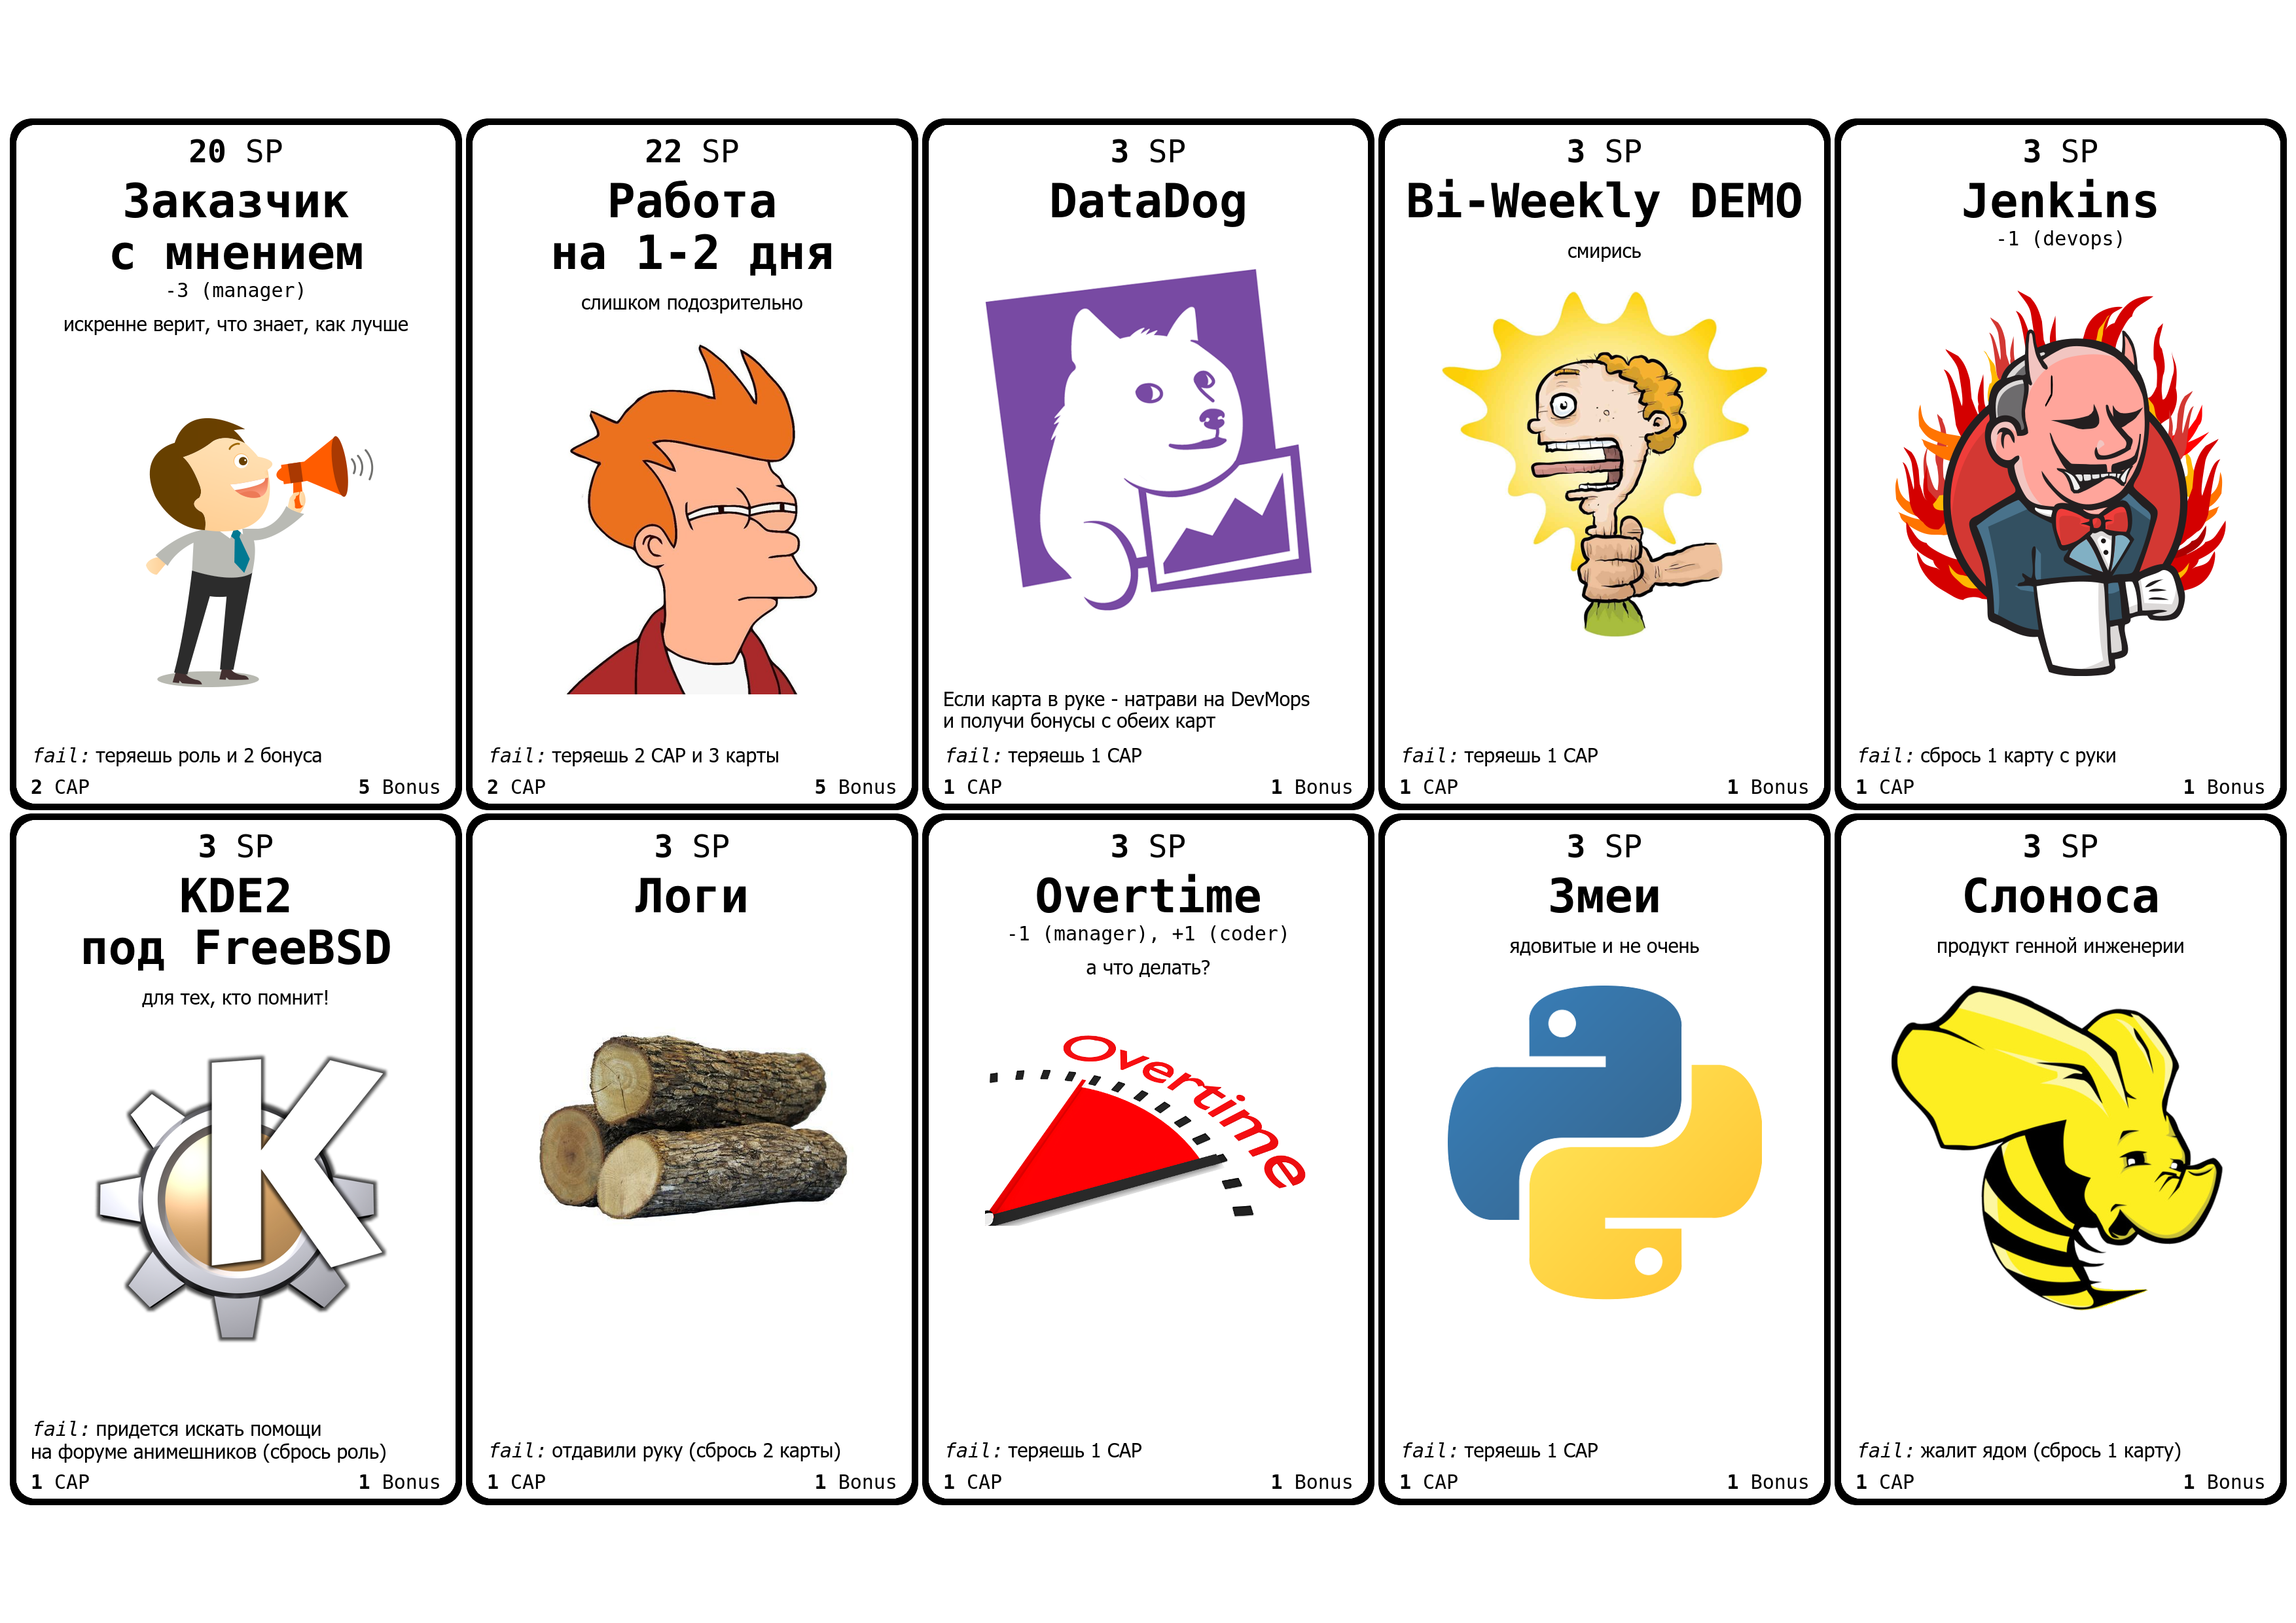 20 SP
Заказчик
с мнением
-3 (manager)
искренне верит, что знает, как лучше
fail: теряешь роль и 2 бонуса
2 CAP
5 Bonus
22 SP
Работа
на 1-2 дня
слишком подозрительно
fail: теряешь 2 CAP и 3 карты
2 CAP
5 Bonus
3 SP
DataDog
Если карта в руке - натрави на DevMops
и получи бонусы с обеих карт
fail: теряешь 1 CAP
1 CAP
1 Bonus
3 SP
Bi-Weekly DEMO
смирись
fail: теряешь 1 CAP
1 CAP
1 Bonus
3 SP
Jenkins
-1 (devops)
fail: сбрось 1 карту с руки
1 CAP
1 Bonus
3 SP
KDE2
под FreeBSD
для тех, кто помнит!
fail: придется искать помощи
на форуме анимешников (сбрось роль)
1 CAP
1 Bonus
3 SP
Логи
fail: отдавили руку (сбрось 2 карты)
1 CAP
1 Bonus
3 SP
Overtime
-1 (manager), +1 (coder)
а что делать?
Overtime
fail: теряешь 1 CAP
1 CAP
1 Bonus
3 SP
Змеи
ядовитые и не очень
fail: теряешь 1 CAP
1 CAP
1 Bonus
3 SP
Слоноса
продукт генной инженерии
fail: жалит ядом (сбрось 1 карту)
1 CAP
1 Bonus